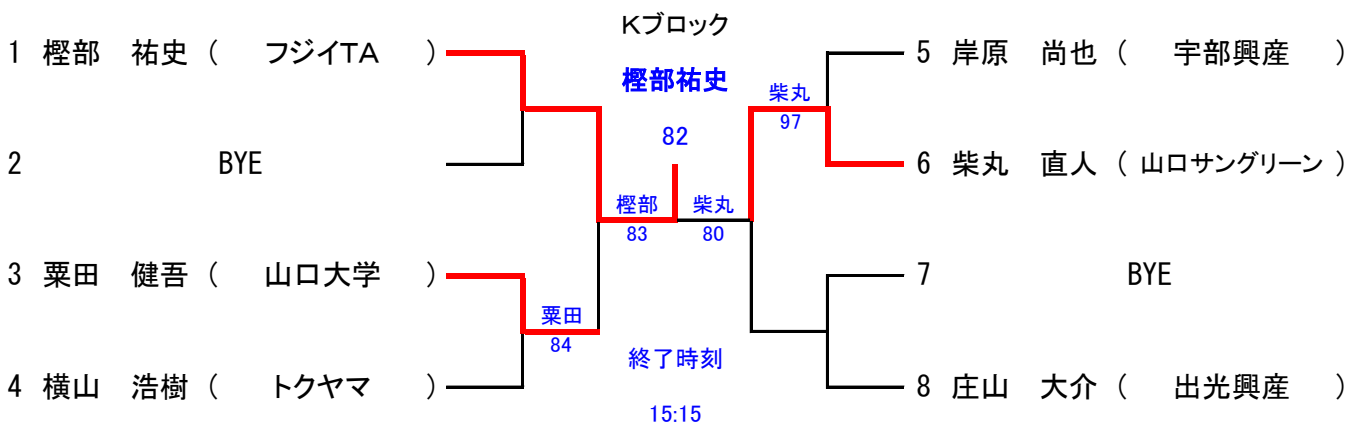 Kブロック
1 樫部 祐史 ( フジイTA )
5 岸原 尚也 ( 宇部興産 )
樫部祐史
柴丸
97
82
2 BYE
6 柴丸 直人 ( 山口サングリーン )
樫部
83
柴丸
80
3 粟田 健吾 ( 山口大学 )
7 BYE
粟田
84
終了時刻
4 横山 浩樹 ( トクヤマ )
8 庄山 大介 ( 出光興産 )
15:15